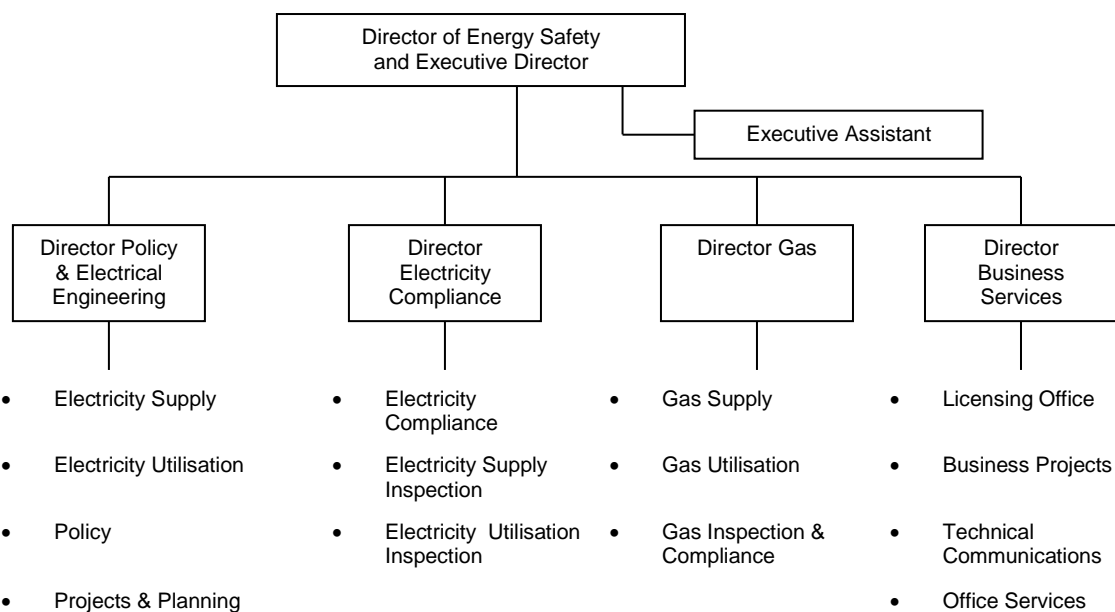 Director of Energy Safety
and Executive Director
Executive Assistant
Director Policy
& Electrical
Engineering
Director
Electricity
Compliance
Director Gas
Director
Business
Services
• Electricity Supply
• Electricity Utilisation
• Policy
• Projects & Planning
• Electricity
Compliance
• Electricity Supply
Inspection
• Electricity Utilisation
Inspection
• Gas Supply
• Gas Utilisation
• Gas Inspection &
Compliance
• Licensing Office
• Business Projects
• Technical
Communications
• Office Services